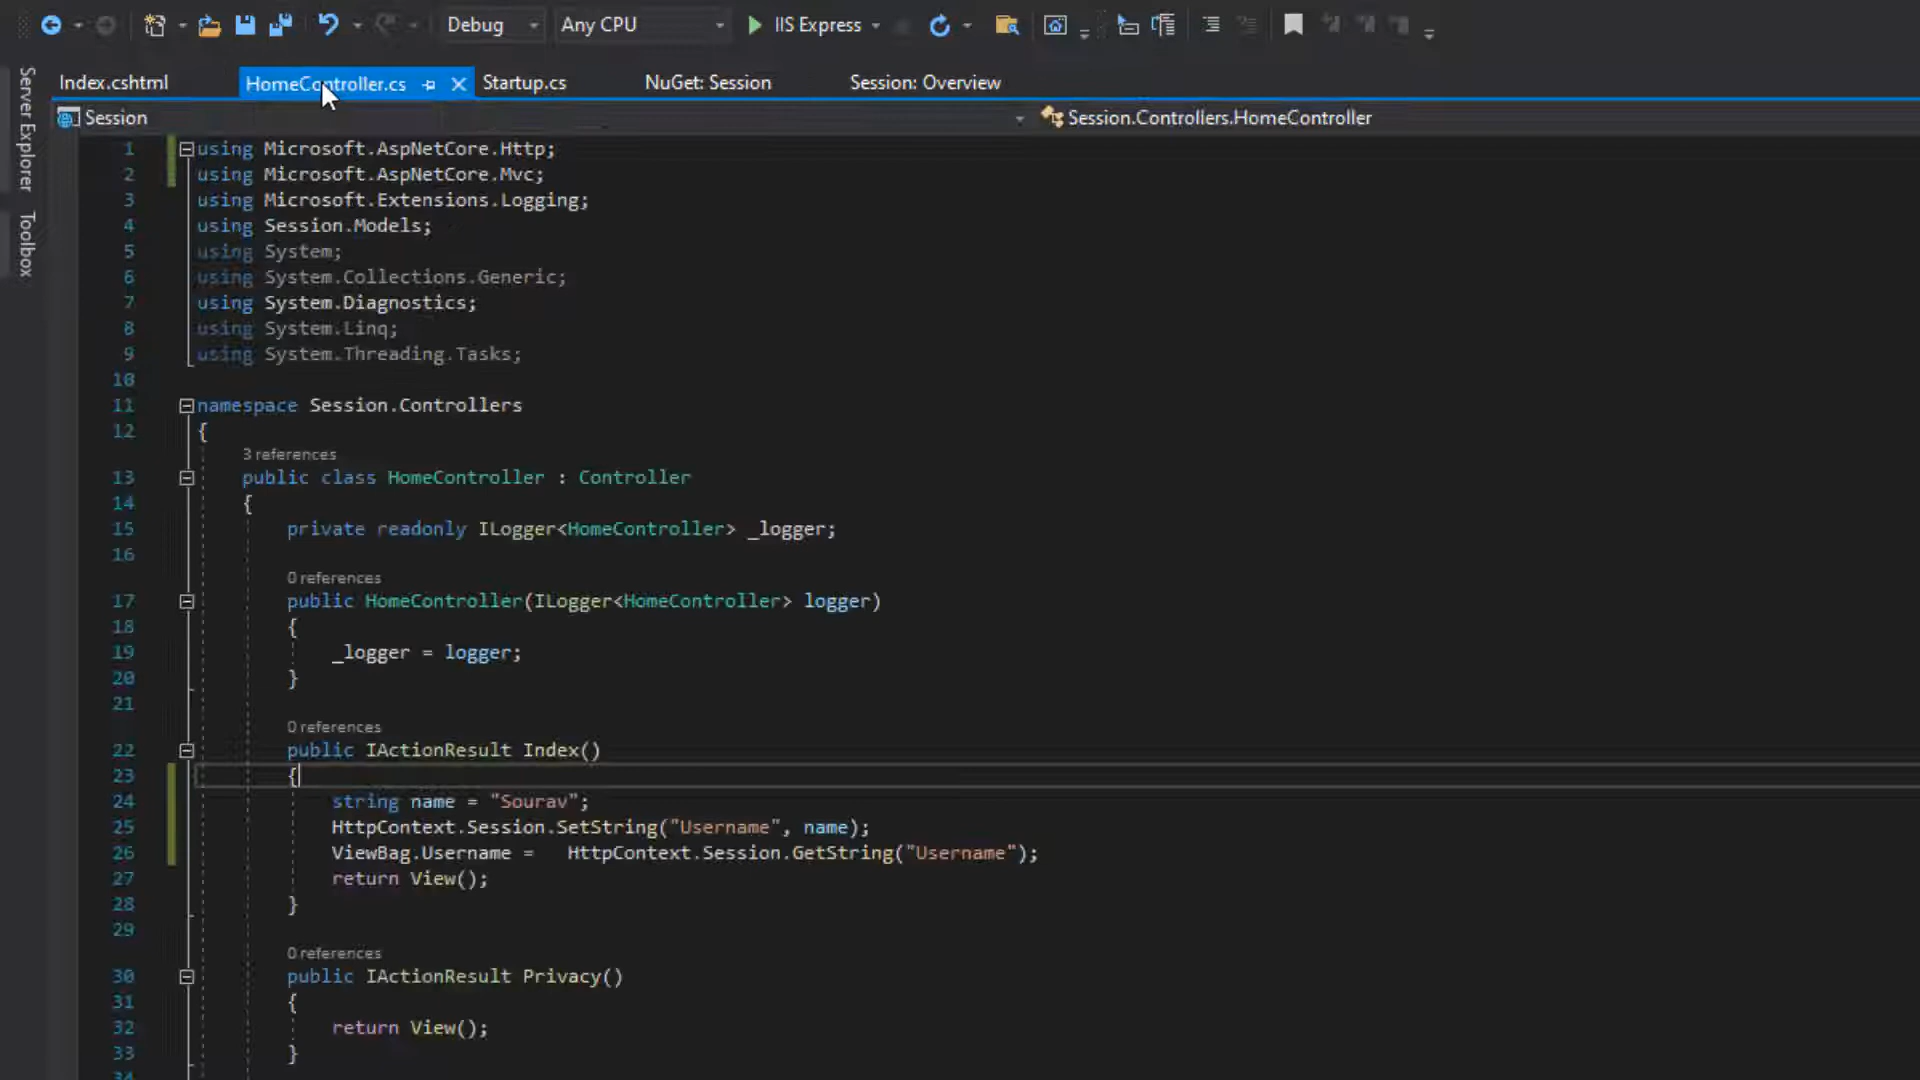 Debug Any CPU IIS Express
Index.cshtml HomeController.cs Startup.cs NuGet: Session Session: Overview
Session Session.Controllers.HomeController
Server Explorer
Toolbox
1 using Microsoft.AspNetCore.Http;
2 using Microsoft.AspNetCore.Mvc;
3 using Microsoft.Extensions.Logging;
4 using Session.Models;
5 using System;
6 using System.Collections.Generic;
7 using System.Diagnostics;
8 using System.Linq;
9 using System.Threading.Tasks;
10
11 namespace Session.Controllers
12 {
3 references
13 public class HomeController : Controller
14 {
15 private readonly ILogger<HomeController> _logger;
16
0 references
17 public HomeController(ILogger<HomeController> logger)
18 {
19 _logger = logger;
20 }
21
0 references
22 public IActionResult Index()
23 {
24 string name = "Sourav";
25 HttpContext.Session.SetString("Username", name);
26 ViewBag.Username =   HttpContext.Session.GetString("Username");
27 return View();
28 }
29
0 references
30 public IActionResult Privacy()
31 {
32 return View();
33 }
34